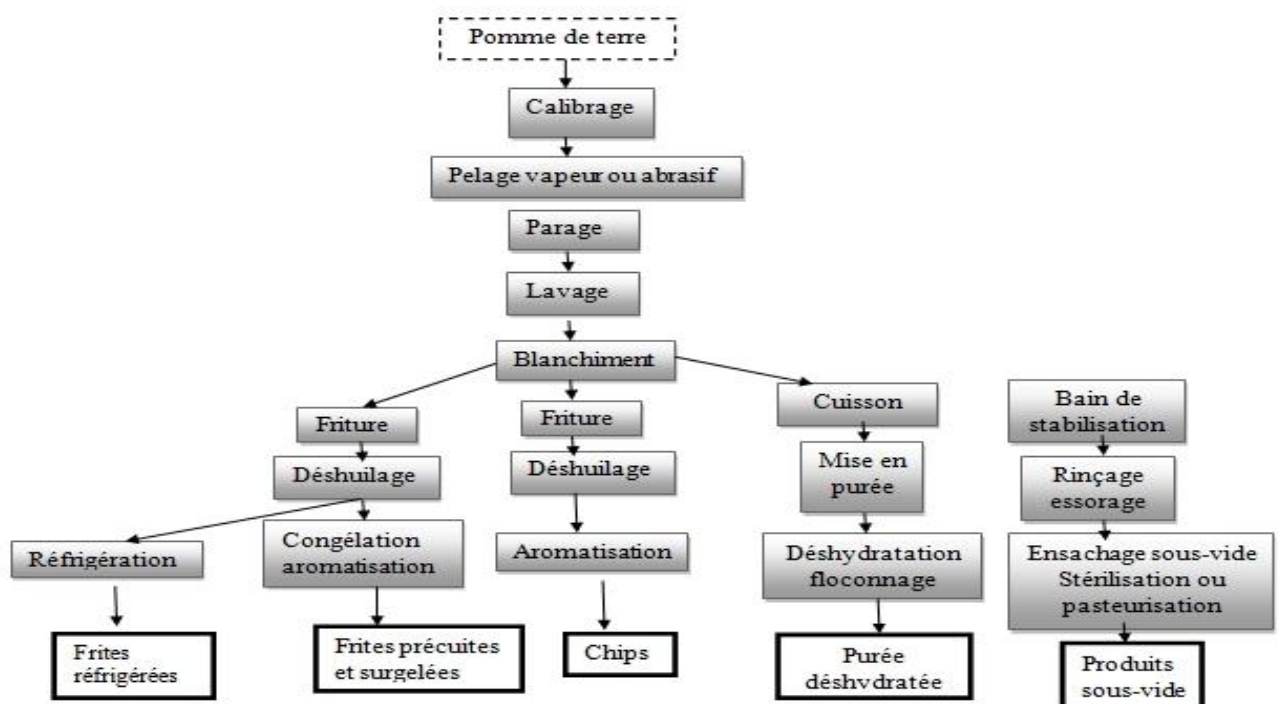 Pomme de terre
Calibrage
Pelage vapeur ou abrasif
Parage
Lavage
Blanchiment
Friture
Déshuilage
Réfrigération
Frites
réfrigérées
Congélation
aromatisation
Frites précuites
et surgelées
Friture
Déshuilage
Aromatisation
Chips
Cuisson
Mise en
purée
Déshydratation
floconnage
Purée
déshydratée
Bain de
stabilisation
Rinçage
essorage
Ensachage sous-vide
Stérilisation ou
pasteurisation
Produits
sous-vide